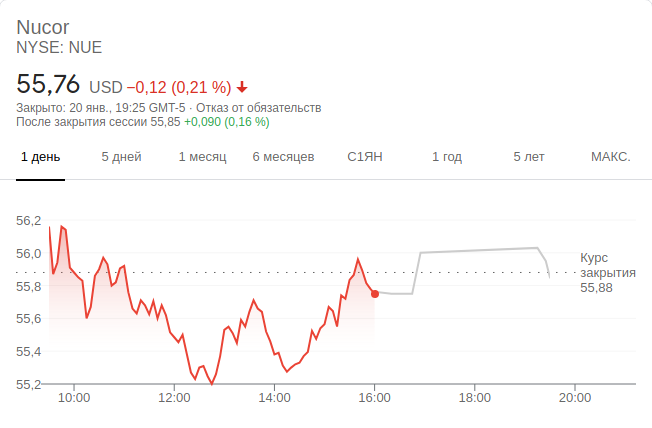 Nucor
NYSE: NUE
55,76 USD −0,12 (0,21 %)
Закрыто: 20 янв., 19:25 GMT-5 · Отказ от обязательств
После закрытия сессии 55,85 +0,090 (0,16 %)
1 день 5 дней 1 месяц 6 месяцев С1ЯН 1 год 5 лет МАКС.
56,2
56,0
Курс
закрытия
55,88
55,8
55,6
55,4
55,2
10:00 12:00 14:00 16:00 18:00 20:00